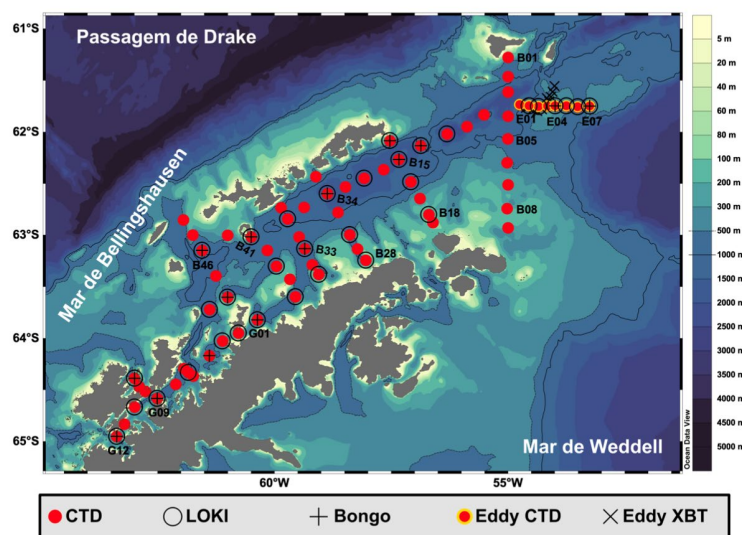 61°S
62°S
63°S
64°S
65°S
60°W
55°W
Passagem de Drake
Mar de Bellingshausen
Mar de Weddell
B01
E01
E04
E07
B05
B15
B08
B34
B18
B41
B33
B28
B46
G01
G09
G12
5 m
20 m
40 m
60 m
80 m
100 m
200 m
300 m
400 m
500 m
1000 m
1500 m
2000 m
2500 m
3000 m
3500 m
4000 m
4500 m
5000 m
Ocean Data View
CTD
LOKI
Bongo
Eddy CTD
Eddy XBT